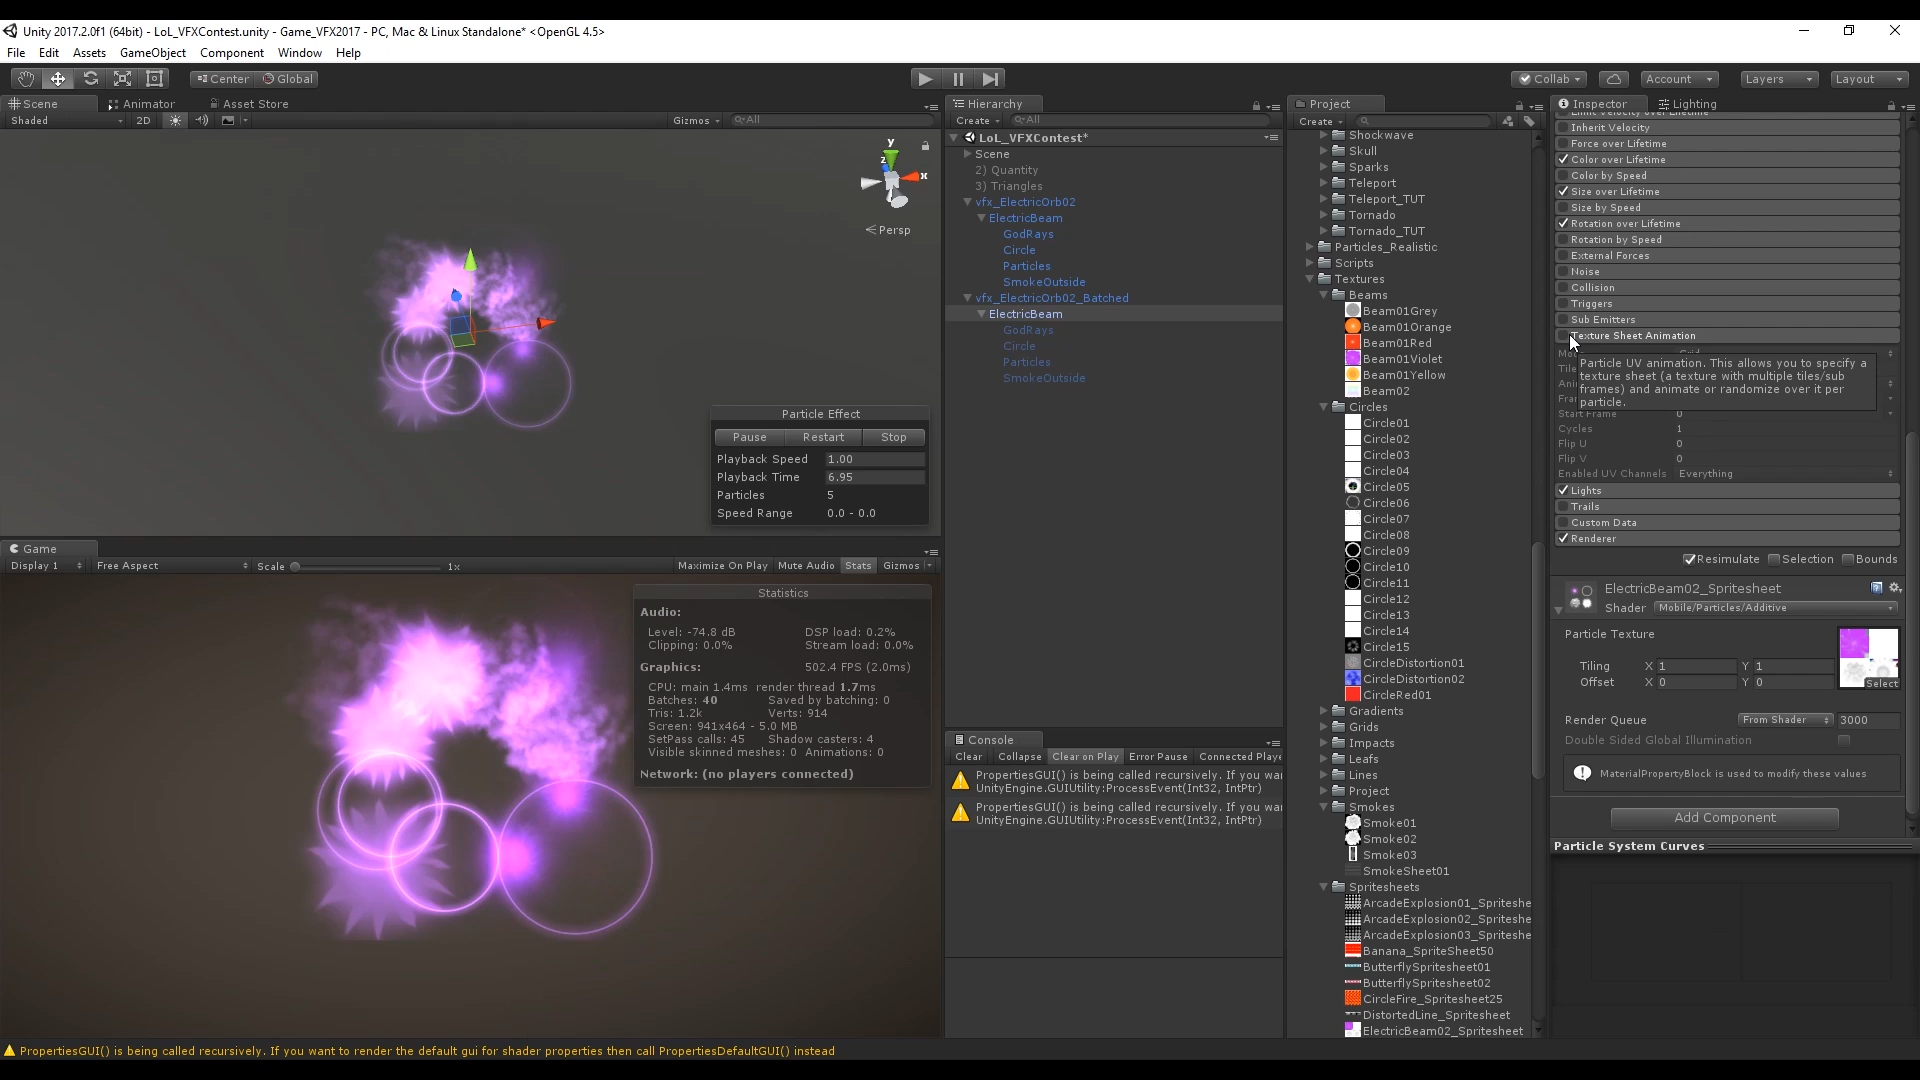 Unity 2017.2.0f1 (64bit) - LoL_VFXContest.unity - Game_VFX2017 - PC, Mac & Linux Standalone* <OpenGL 4.5>
File Edit Assets GameObject Component Window Help
Center Global Collab Account Layers Layout
Scene Animator Asset Store
Shaded 2D Gizmos All
y
z
x
Persp
Particle Effect
Pause Restart Stop
Playback Speed 1.00
Playback Time 6.95
Particles 5
Speed Range 0.0 - 0.0
Game
Display 1 Free Aspect Scale 1x Maximize On Play Mute Audio Stats Gizmos
Statistics
Audio:
Level: -74.8 dB DSP load: 0.2%
Clipping: 0.0% Stream load: 0.0%
Graphics: 502.4 FPS (2.0ms)
CPU: main 1.4ms render thread 1.7ms
Batches: 40 Saved by batching: 0
Tris: 1.2k Verts: 914
Screen: 941x464 - 5.0 MB
SetPass calls: 45 Shadow casters: 4
Visible skinned meshes: 0 Animations: 0
Network: (no players connected)
Hierarchy
Create All
LoL_VFXContest*
Scene
2) Quantity
3) Triangles
vfx_ElectricOrb02
ElectricBeam
GodRays
Circle
Particles
SmokeOutside
vfx_ElectricOrb02_Batched
ElectricBeam
GodRays
Circle
Particles
SmokeOutside
Console
Clear Collapse Clear on Play Error Pause Connected Playe
PropertiesGUI() is being called recursively. If you wa
UnityEngine.GUIUtility:ProcessEvent(Int32, IntPtr)
PropertiesGUI() is being called recursively. If you wa
UnityEngine.GUIUtility:ProcessEvent(Int32, IntPtr)
Project
Create
Shockwave
Skull
Sparks
Teleport
Teleport_TUT
Tornado
Tornado_TUT
Particles_Realistic
Scripts
Textures
Beams
Beam01Grey
Beam01Orange
Beam01Red
Beam01Violet
Beam01Yellow
Beam02
Circles
Circle01
Circle02
Circle03
Circle04
Circle05
Circle06
Circle07
Circle08
Circle09
Circle10
Circle11
Circle12
Circle13
Circle14
Circle15
CircleDistortion01
CircleDistortion02
CircleRed01
Gradients
Grids
Impacts
Leafs
Lines
Project
Smokes
Smoke01
Smoke02
Smoke03
SmokeSheet01
Spritesheets
ArcadeExplosion01_Spriteshe
ArcadeExplosion02_Spriteshe
ArcadeExplosion03_Spriteshe
Banana_SpriteSheet50
ButterflySpritesheet01
ButterflySpritesheet02
CircleFire_Spritesheet25
DistortedLine_Spritesheet
ElectricBeam02_Spritesheet
Inspector Lighting
Limit Velocity over Lifetime
Inherit Velocity
Force over Lifetime
Color over Lifetime
Color by Speed
Size over Lifetime
Size by Speed
Rotation over Lifetime
Rotation by Speed
External Forces
Noise
Collision
Triggers
Sub Emitters
Texture Sheet Animation
Particle UV animation. This allows you to specify a
texture sheet (a texture with multiple tiles/sub
frames) and animate or randomize over it per
particle.
Start Frame 0
Cycles 1
Flip U 0
Flip V 0
Enabled UV Channels Everything
Lights
Trails
Custom Data
Renderer
Resimulate Selection Bounds
ElectricBeam02_Spritesheet
Shader Mobile/Particles/Additive
Particle Texture
Tiling X 1 Y 1
Offset X 0 Y 0
Select
Render Queue From Shader 3000
Double Sided Global Illumination
MaterialPropertyBlock is used to modify these values
Add Component
Particle System Curves
PropertiesGUI() is being called recursively. If you want to render the default gui for shader properties then call PropertiesDefaultGUI() instead